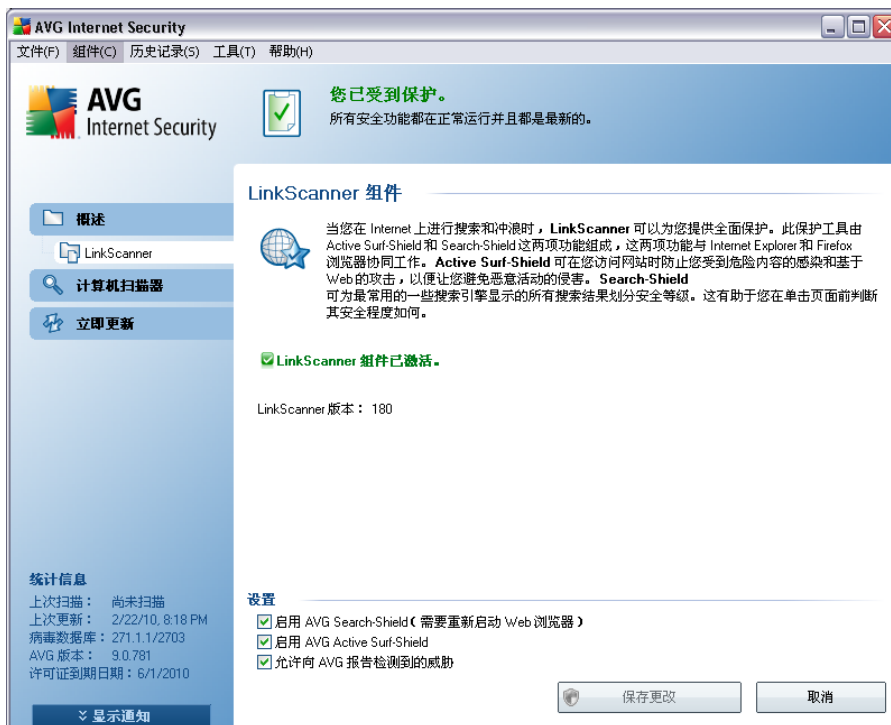 AVG Internet Security
文件(F) 组件(C) 历史记录(S) 工具(T) 帮助(H)
AVG
Internet Security
您已受到保护。
所有安全功能都在正常运行并且都是最新的。
概述
LinkScanner
计算机扫描器
立即更新
LinkScanner 组件
当您在 Internet 上进行搜索和冲浪时，LinkScanner 可以为您提供全面保护。此保护工具由
Active Surf-Shield 和 Search-Shield 这两项功能组成，这两项功能与 Internet Explorer 和 Firefox
浏览器协同工作。Active Surf-Shield 可在您访问网站时防止您受到危险内容的感染和基于
Web 的攻击，以便让您避免恶意活动的侵害。Search-Shield
可为最常用的一些搜索引擎显示的所有搜索结果划分安全等级。这有助于您在单击页面前判断
其安全程度如何。
LinkScanner 组件已激活。
LinkScanner 版本： 180
统计信息
上次扫描： 尚未扫描
上次更新： 2/22/10, 8:18 PM
病毒数据库：271.1.1/2703
AVG 版本： 9.0.781
许可证到期日期：6/1/2010
显示通知
设置
启用 AVG Search-Shield（需要重新启动 Web 浏览器）
启用 AVG Active Surf-Shield
允许向 AVG 报告检测到的威胁
保存更改
取消